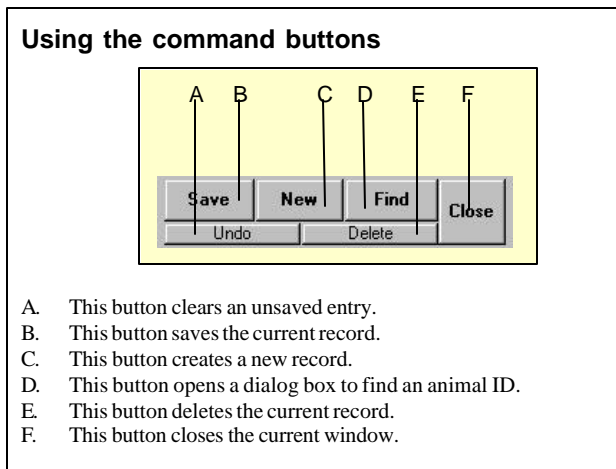 Using the command buttons
A B C D E F
Save New Find Close
Undo Delete
A. This button clears an unsaved entry.
B. This button saves the current record.
C. This button creates a new record.
D. This button opens a dialog box to find an animal ID.
E. This button deletes the current record.
F. This button closes the current window.